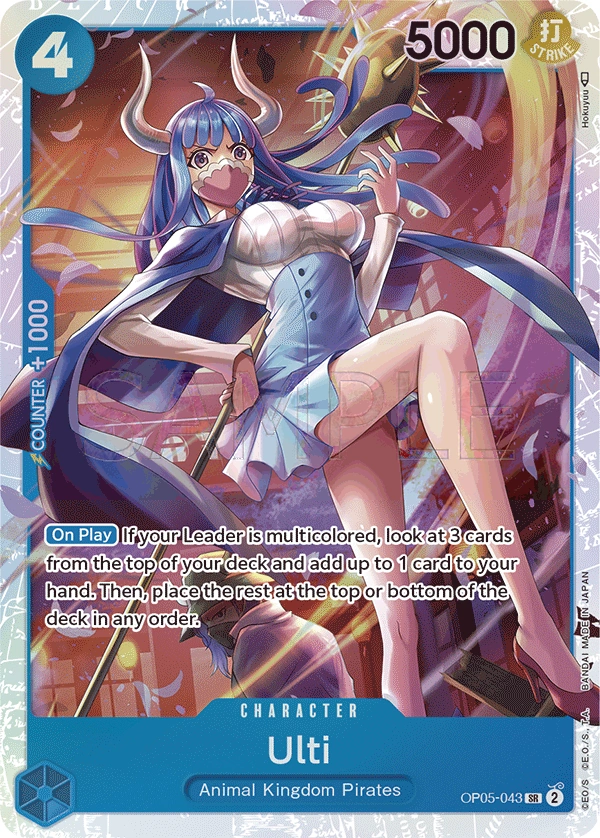 4
5000
打
STRIKE
Hokuyuu
COUNTER +1000
SAMPLE
On Play If your Leader is multicolored, look at 3 cards
from the top of your deck and add up to 1 card to your
hand. Then, place the rest at the top or bottom of the
deck in any order.
CHARACTER
Ulti
Animal Kingdom Pirates
OP05-043 SR 2
©E.O./S ©E.O./S., T.A. BANDAI MADE IN JAPAN